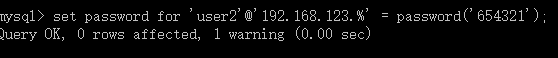 mysql> set password for 'user2'@'192.168.123.%' = password('654321');
Query OK, 0 rows affected, 1 warning (0.00 sec)